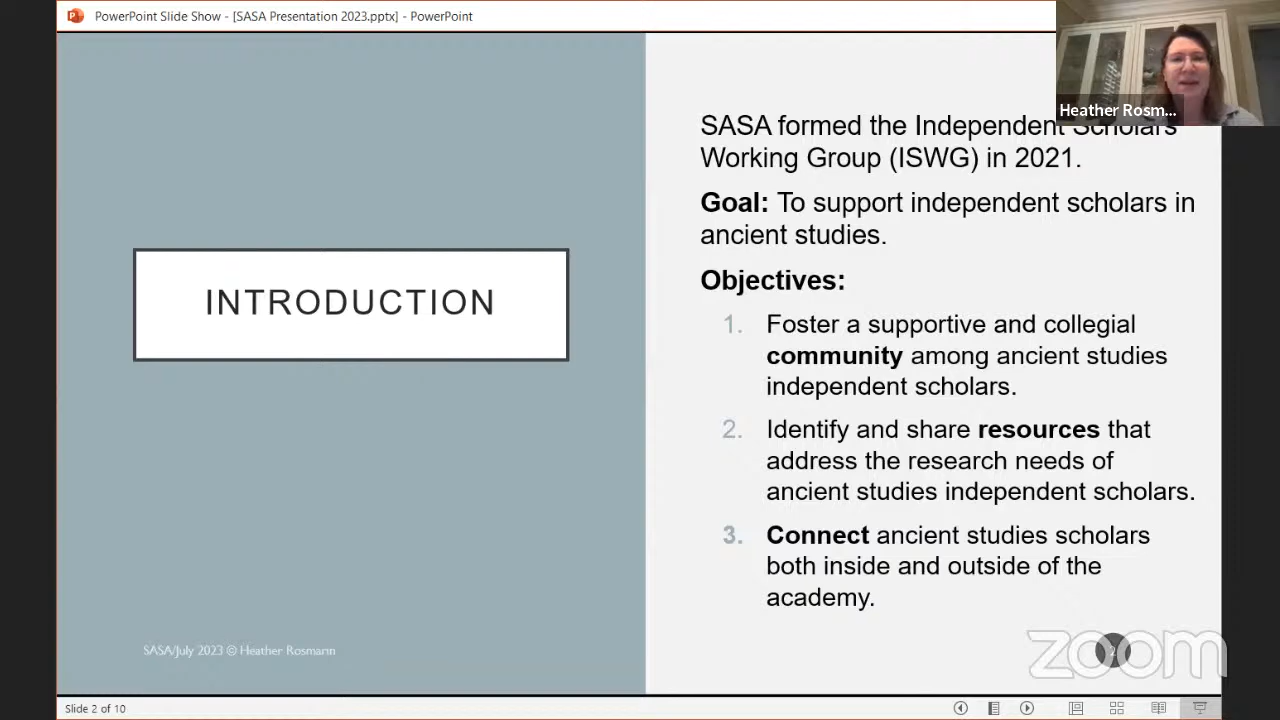 PowerPoint Slide Show - [SASA Presentation 2023.pptx] - PowerPoint
Heather Rosm...
INTRODUCTION
SASA formed the Independent Scholars
Working Group (ISWG) in 2021.
Goal: To support independent scholars in
ancient studies.
Objectives:
1. Foster a supportive and collegial
community among ancient studies
independent scholars.
2. Identify and share resources that
address the research needs of
ancient studies independent scholars.
3. Connect ancient studies scholars
both inside and outside of the
academy.
SASA/July 2023 © Heather Rosmarin
2
zoom
Slide 2 of 10